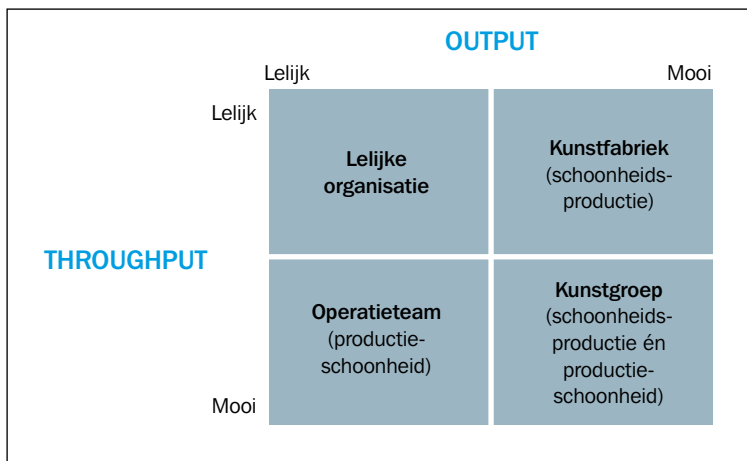 OUTPUT
Lelijk
Mooi
Lelijk
Lelijke
organisatie
Kunstfabriek
(schoonheids-
productie)
THROUGHPUT
Operatieteam
(productie-
schoonheid)
Kunstgroep
(schoonheids-
productie én
productie-
schoonheid)
Mooi